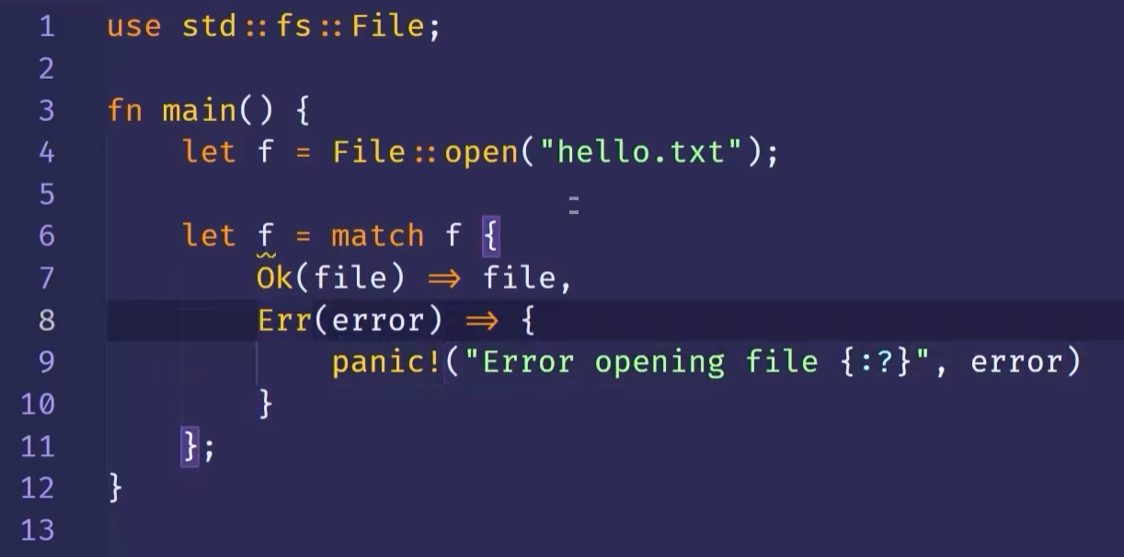 1 use std::fs::File;
2
3 fn main() {
4     let f = File::open("hello.txt");
5
6     let f = match f {
7         Ok(file) => file,
8         Err(error) => {
9             panic!("Error opening file {:?}", error)
10         }
11     };
12 }
13